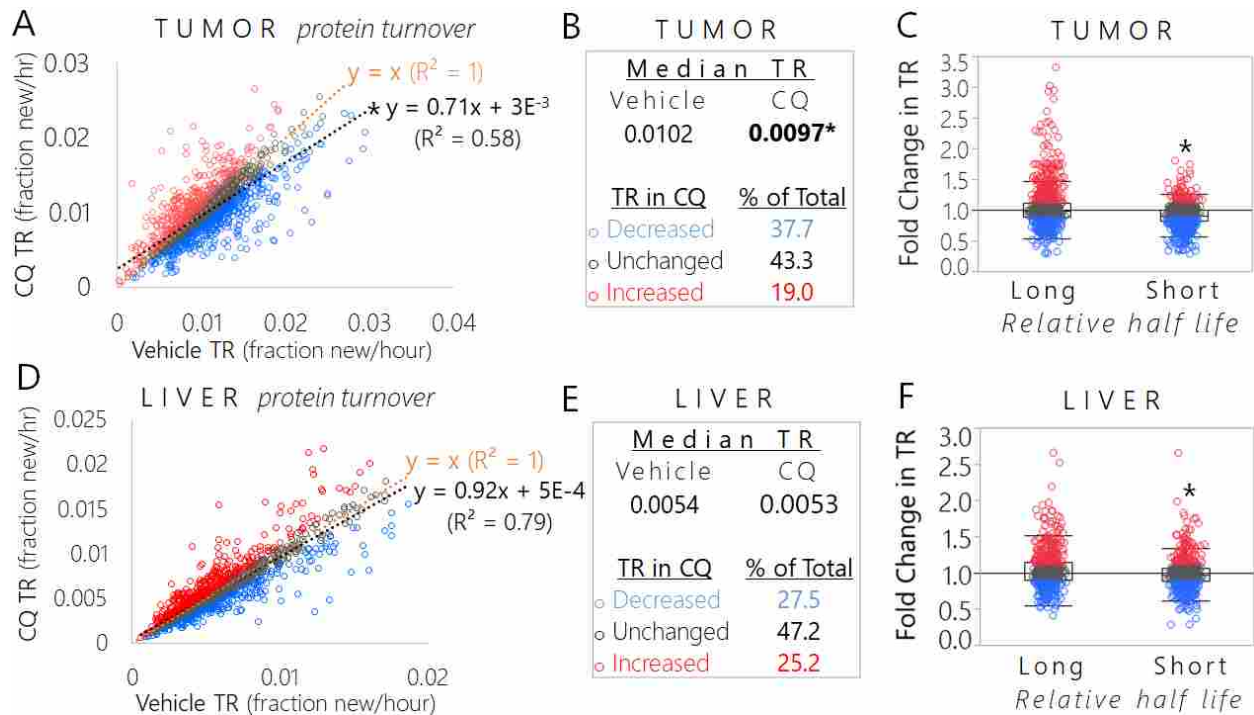 A TUMOR protein turnover
0.03
0.02
0.01
0
CQ TR (fraction new/hr)
y = x (R² = 1)
* y = 0.71x + 3E⁻³
(R² = 0.58)
0 0.01 0.02 0.03 0.04
Vehicle TR (fraction new/hour)
B TUMOR
Median TR
Vehicle CQ
0.0102 0.0097*
TR in CQ % of Total
Decreased 37.7
Unchanged 43.3
Increased 19.0
C TUMOR
Fold Change in TR
3.5
3.0
2.5
2.0
1.5
1.0
0.5
0.0
*
Long Short
Relative half life
D LIVER protein turnover
0.025
0.02
0.015
0.01
0.005
0
CQ TR (fraction new/hr)
y = x (R² = 1)
y = 0.92x + 5E-4
(R² = 0.79)
0 0.01 0.02
Vehicle TR (fraction new/hour)
E LIVER
Median TR
Vehicle CQ
0.0054 0.0053
TR in CQ % of Total
Decreased 27.5
Unchanged 47.2
Increased 25.2
F LIVER
Fold Change in TR
3.0
2.5
2.0
1.5
1.0
0.5
0.0
*
Long Short
Relative half life